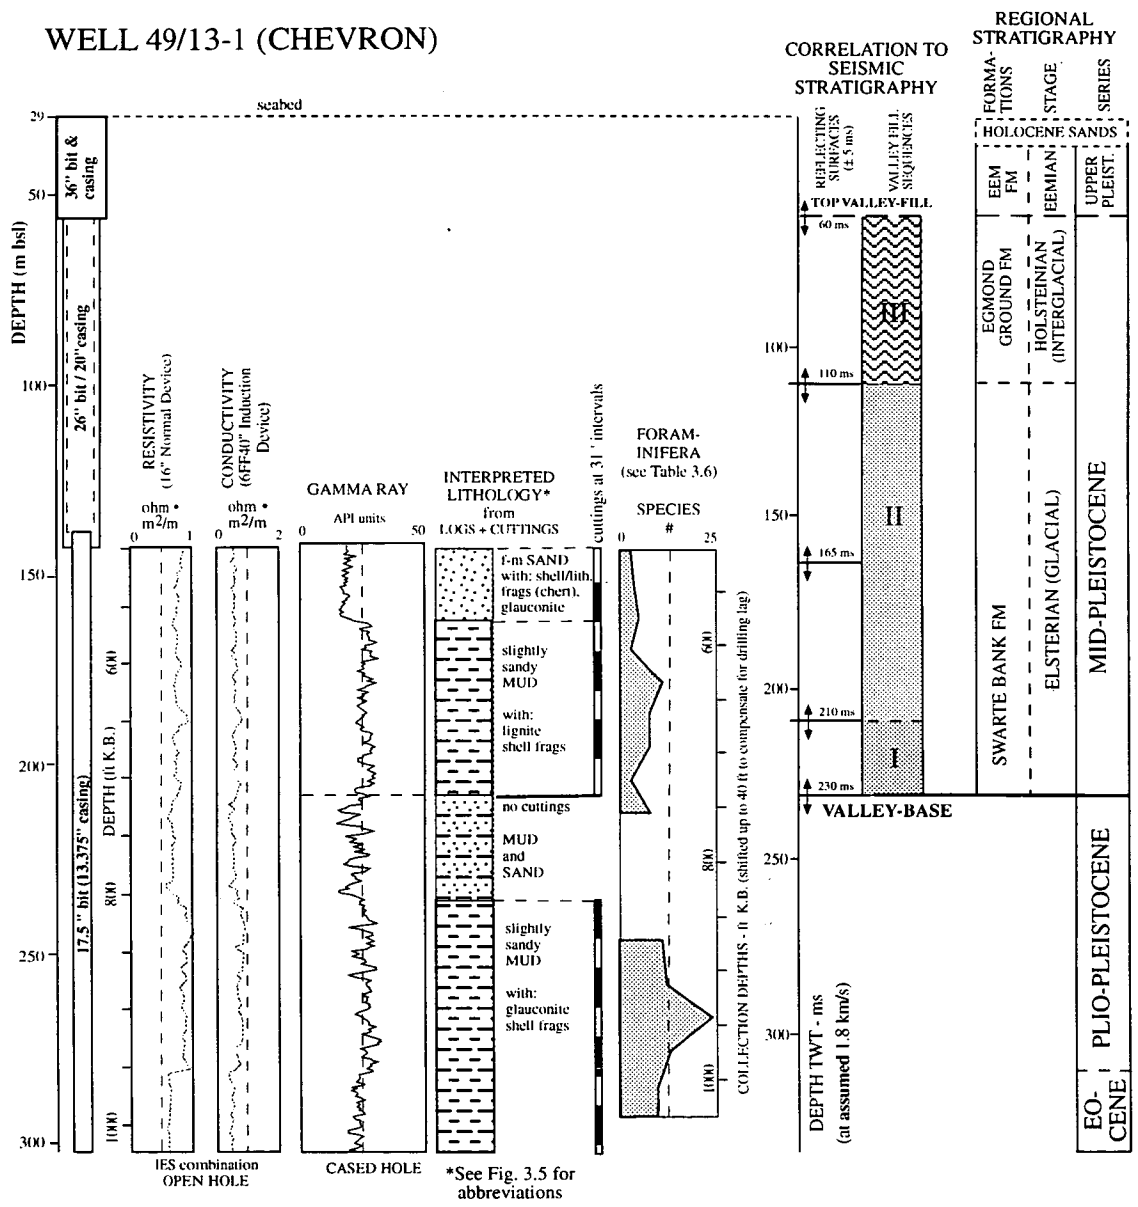 WELL 49/13-1 (CHEVRON)
seabed
CORRELATION TO
SEISMIC
STRATIGRAPHY
REGIONAL
STRATIGRAPHY
REFLECTING
SURFACES
(± 5 ms)
VALLEY FILL
SEQUENCES
FORMA-
TIONS
STAGE
SERIES
HOLOCENE SANDS
EEM
FM
EEMIAN
UPPER
PLEIST.
TOP VALLEY-FILL
60 ms
III
110 ms
II
165 ms
210 ms
I
230 ms
VALLEY-BASE
EGMOND
GROUND FM
HOLSTEINIAN
(INTERGLACIAL)
SWARTE BANK FM
ELSTERIAN (GLACIAL)
MID-PLEISTOCENE
PLIO-PLEISTOCENE
EO-
CENE
100
150
200
250
300
DEPTH TWT - ms
(at assumed 1.8 km/s)
DEPTH (m bsl)
29
50
100
150
200
250
300
36" bit &
casing
26" bit / 20"casing
17.5" bit (13.375" casing)
DEPTH (ft K.B.)
600
800
1000
RESISTIVITY
(16" Normal Device)
ohm •
m2/m
0 1
CONDUCTIVITY
(6FF40" Induction
Device)
ohm •
m2/m
0 2
IES combination
OPEN HOLE
GAMMA RAY
API units
0 50
CASED HOLE
INTERPRETED
LITHOLOGY*
from
LOGS + CUTTINGS
f-m SAND
with: shell/lith.
frags (chert),
glauconite
slightly
sandy
MUD
with:
lignite
shell frags
no cuttings
MUD
and
SAND
slightly
sandy
MUD
with:
glauconite
shell frags
*See Fig. 3.5 for
abbreviations
cuttings at 31' intervals
FORAM-
INIFERA
(see Table 3.6)
SPECIES
#
0 25
600
800
1000
COLLECTION DEPTHS - ft K.B. (shifted up to 40 ft to compensate for drilling lag)